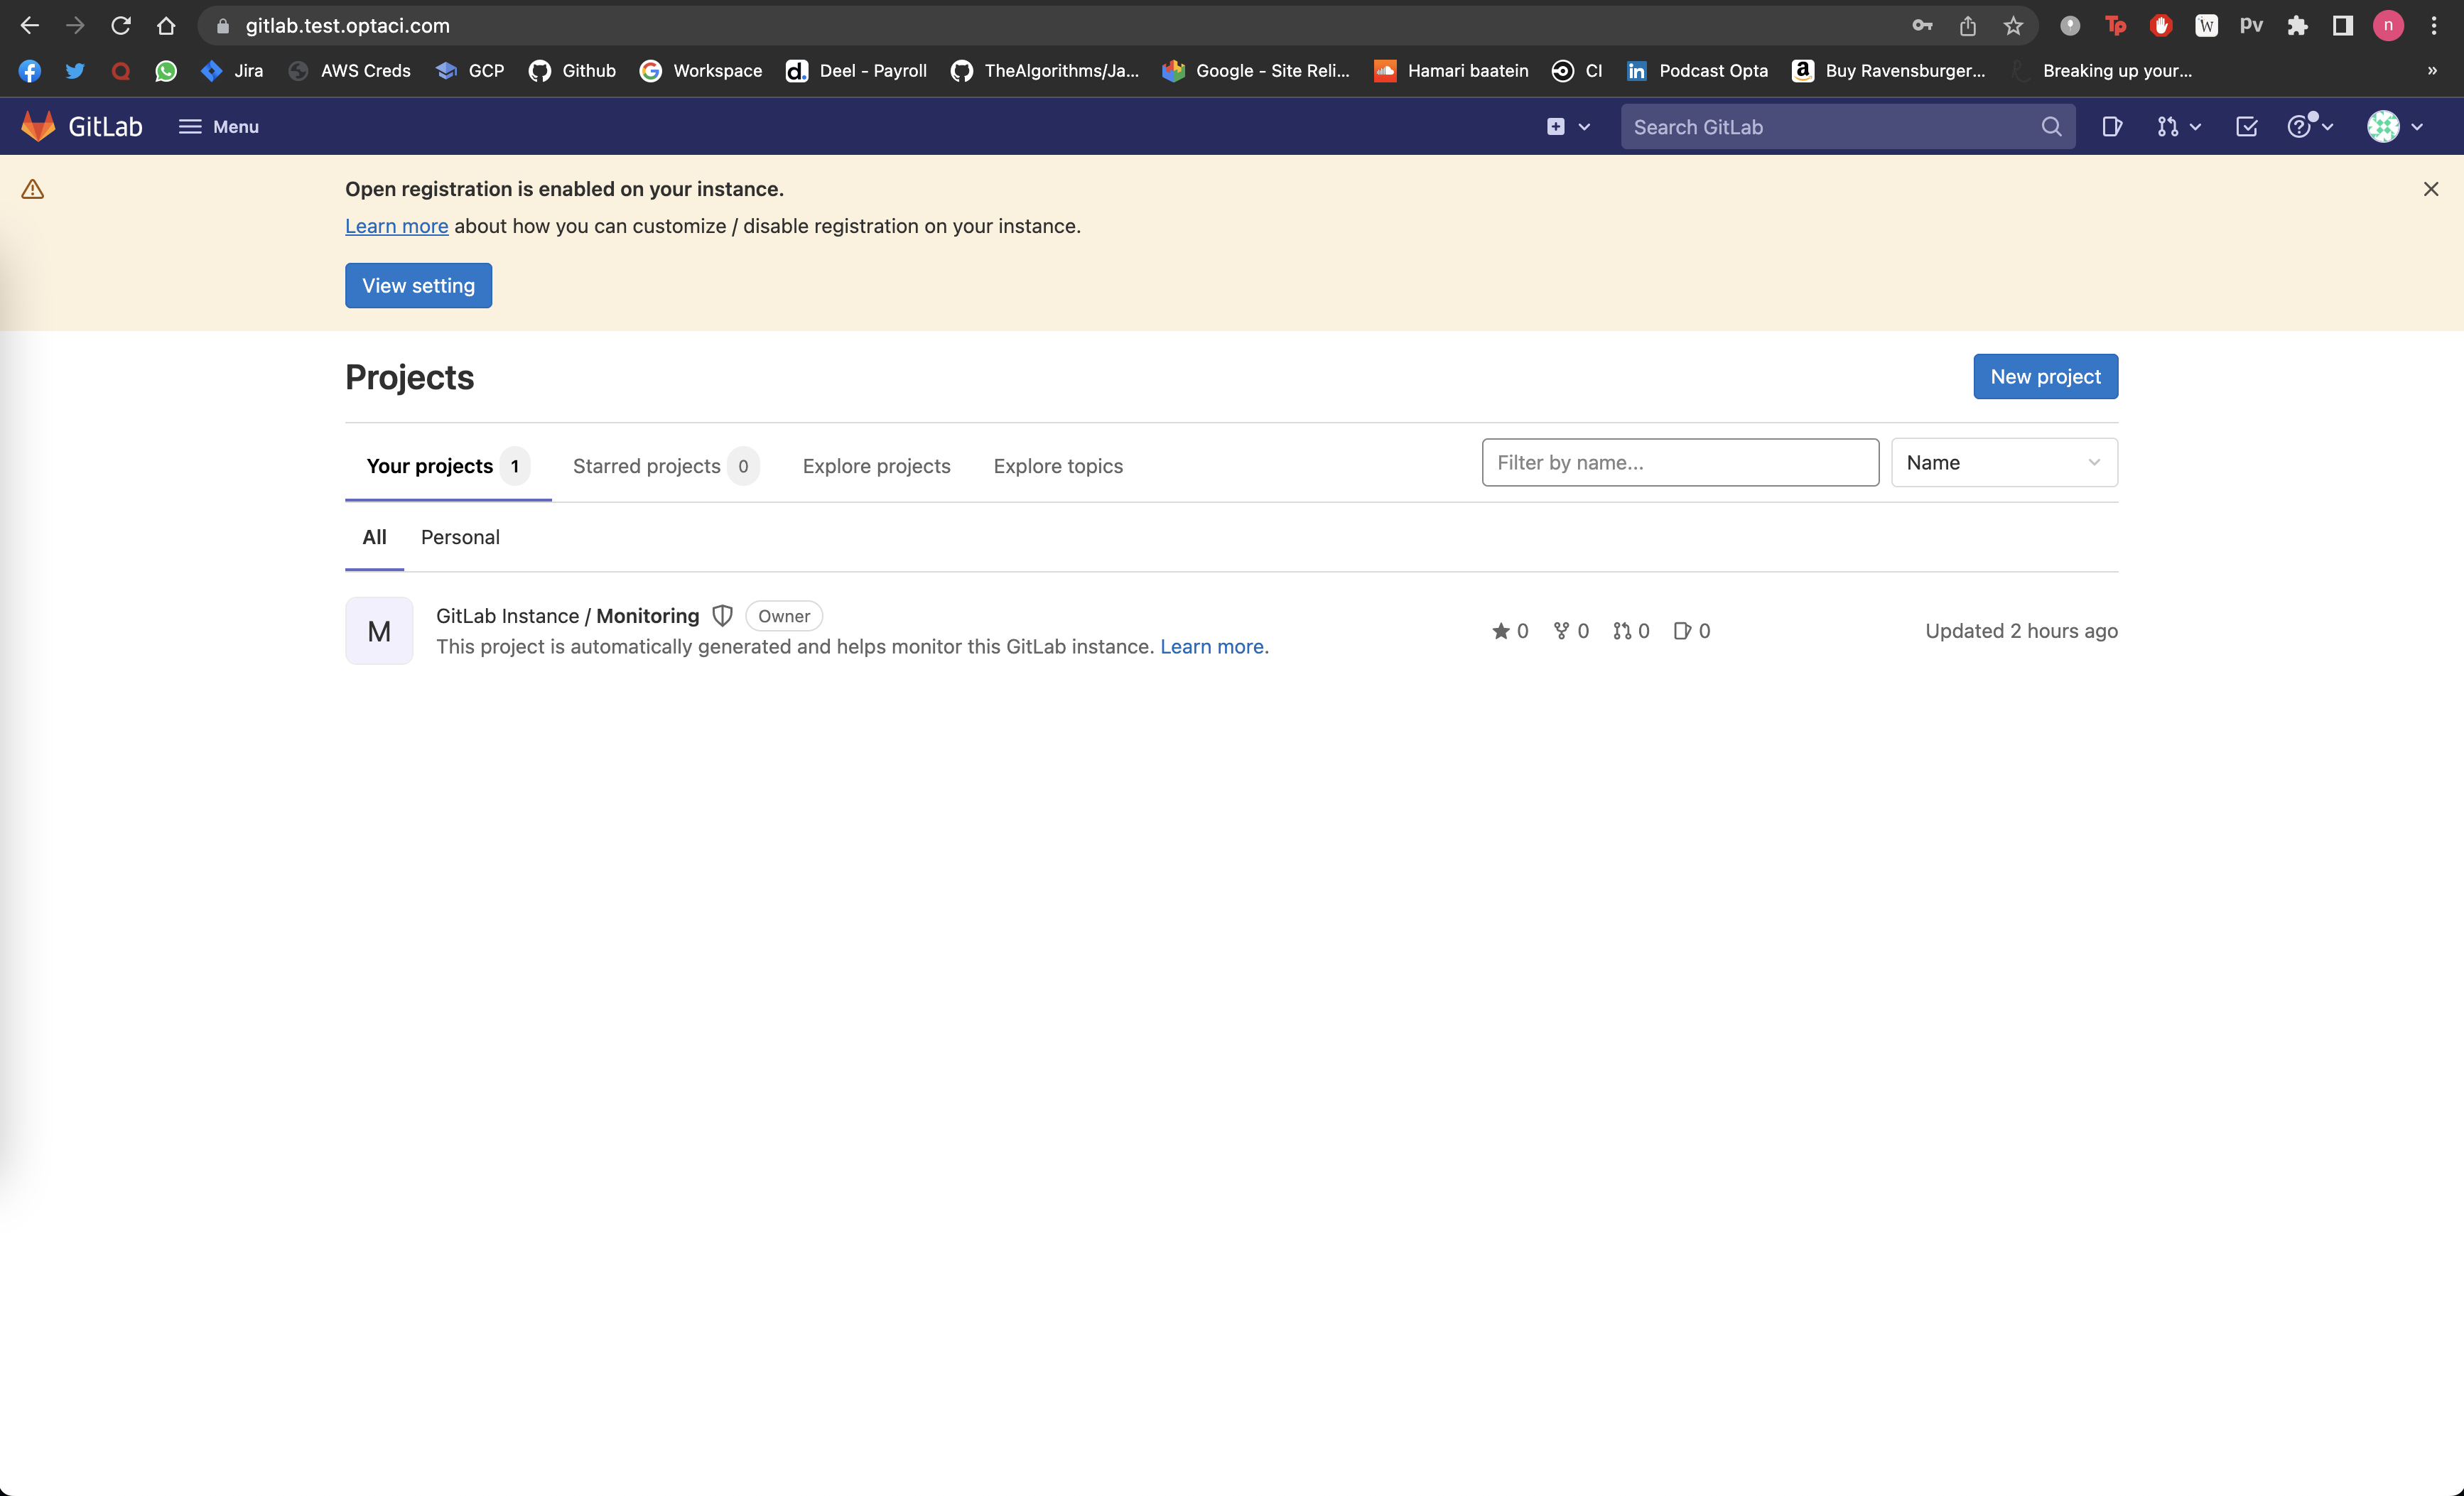 gitlab.test.optaci.com
Tp W pv n
Jira AWS Creds GCP Github Workspace d. Deel - Payroll TheAlgorithms/Ja... Google - Site Reli... Hamari baatein CI in Podcast Opta a Buy Ravensburger... Breaking up your... »
GitLab Menu Search GitLab
Open registration is enabled on your instance.
Learn more about how you can customize / disable registration on your instance.
View setting
Projects New project
Your projects 1 Starred projects 0 Explore projects Explore topics Filter by name... Name
All Personal
M GitLab Instance / Monitoring Owner
This project is automatically generated and helps monitor this GitLab instance. Learn more.
0 0 0 0 Updated 2 hours ago